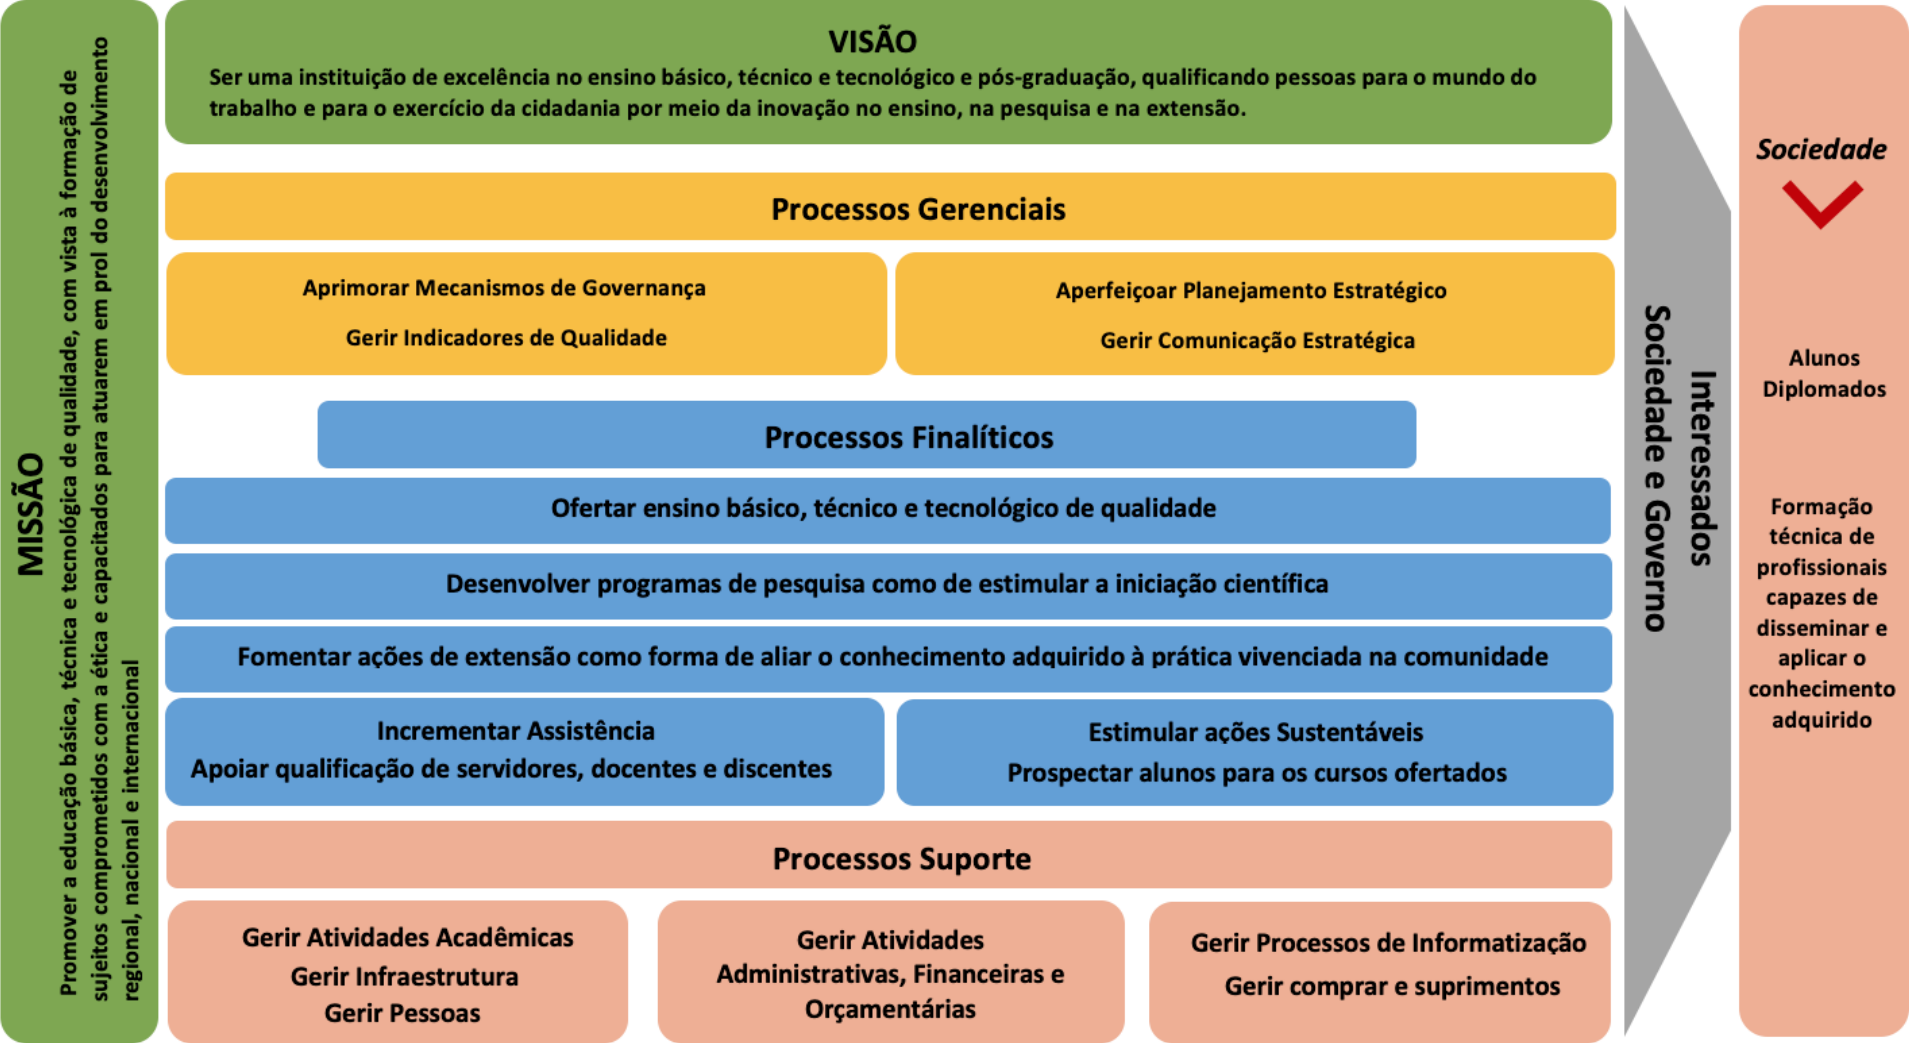 MISSÃO
Promover a educação básica, técnica e tecnológica de qualidade, com vista à formação de
sujeitos comprometidos com a ética e capacitados para atuarem em prol do desenvolvimento
regional, nacional e internacional
VISÃO
Ser uma instituição de excelência no ensino básico, técnico e tecnológico e pós-graduação, qualificando pessoas para o mundo do
trabalho e para o exercício da cidadania por meio da inovação no ensino, na pesquisa e na extensão.
Processos Gerenciais
Aprimorar Mecanismos de Governança
Gerir Indicadores de Qualidade
Aperfeiçoar Planejamento Estratégico
Gerir Comunicação Estratégica
Processos Finalíticos
Ofertar ensino básico, técnico e tecnológico de qualidade
Desenvolver programas de pesquisa como de estimular a iniciação científica
Fomentar ações de extensão como forma de aliar o conhecimento adquirido à prática vivenciada na comunidade
Incrementar Assistência
Apoiar qualificação de servidores, docentes e discentes
Estimular ações Sustentáveis
Prospectar alunos para os cursos ofertados
Processos Suporte
Gerir Atividades Acadêmicas
Gerir Infraestrutura
Gerir Pessoas
Gerir Atividades
Administrativas, Financeiras e
Orçamentárias
Gerir Processos de Informatização
Gerir comprar e suprimentos
Interessados
Sociedade e Governo
Sociedade
Alunos
Diplomados
Formação
técnica de
profissionais
capazes de
disseminar e
aplicar o
conhecimento
adquirido